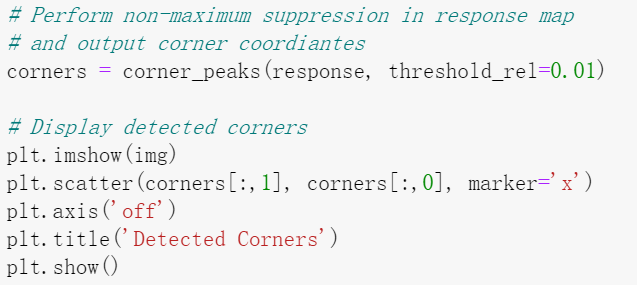 # Perform non-maximum suppression in response map
# and output corner coordiantes
corners = corner_peaks(response, threshold_rel=0.01)
# Display detected corners
plt.imshow(img)
plt.scatter(corners[:,1], corners[:,0], marker='x')
plt.axis('off')
plt.title('Detected Corners')
plt.show()